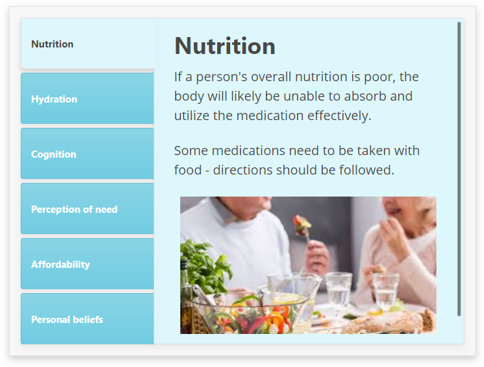 Nutrition
Hydration
Cognition
Perception of need
Affordability
Personal beliefs
Nutrition
If a person's overall nutrition is poor, the
body will likely be unable to absorb and
utilize the medication effectively.
Some medications need to be taken with
food - directions should be followed.